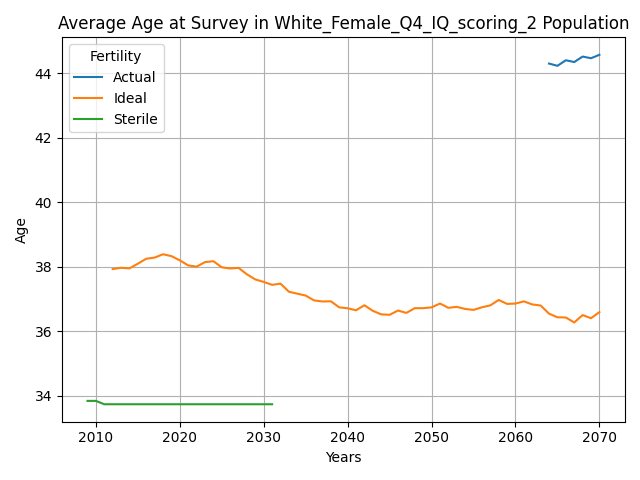 Average Age at Survey in White_Female_Q4_IQ_scoring_2 Population
Fertility
Actual
Ideal
Sterile
Age
44
42
40
38
36
34
2010 2020 2030 2040 2050 2060 2070
Years